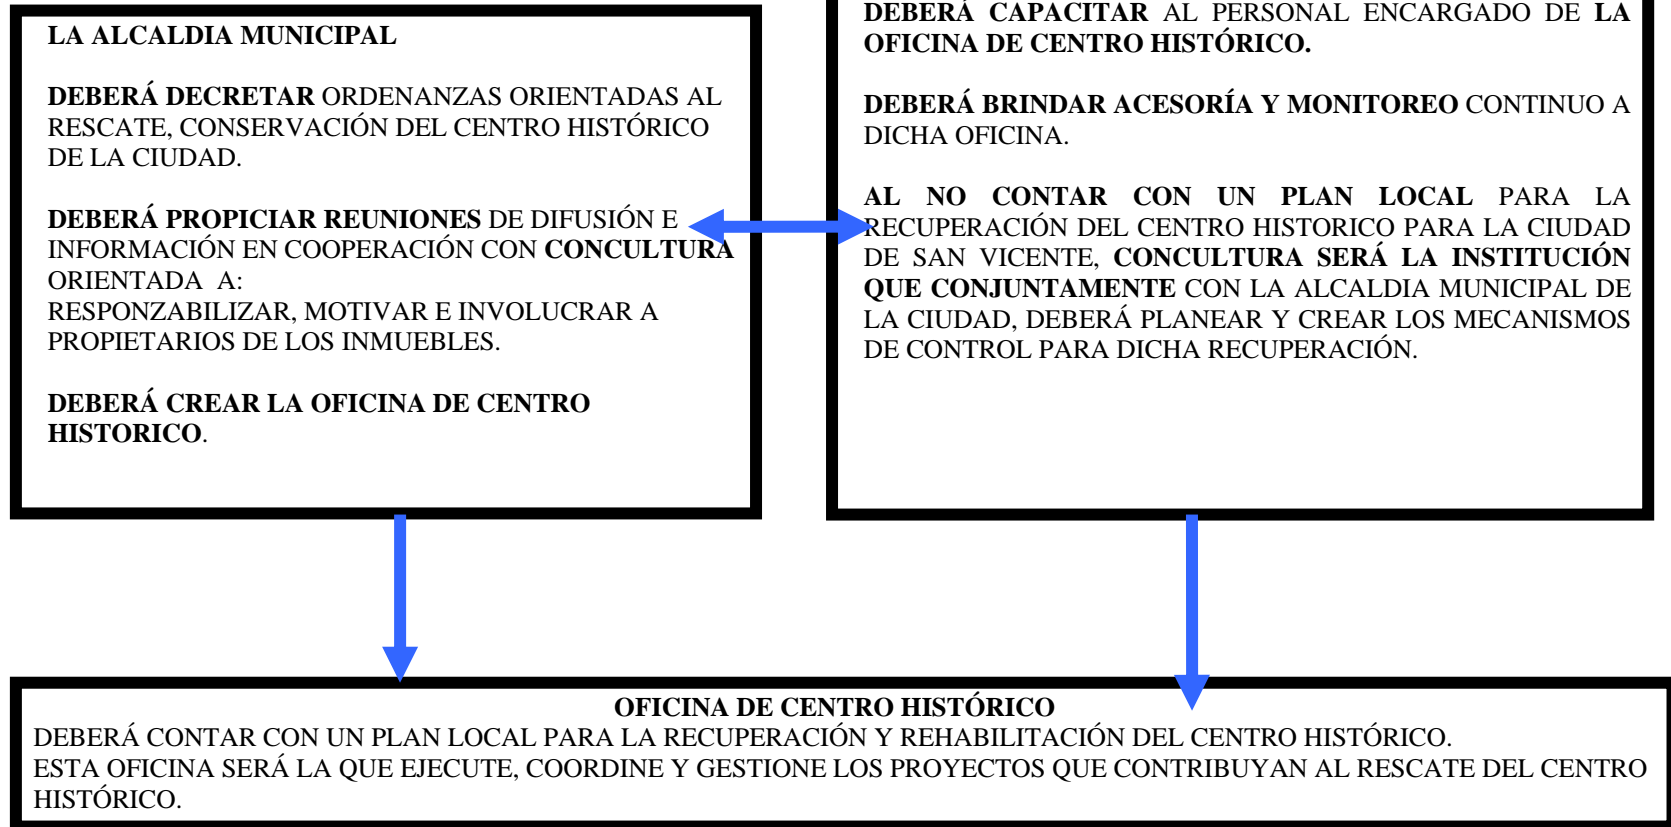 LA ALCALDIA MUNICIPAL
DEBERÁ DECRETAR ORDENANZAS ORIENTADAS AL
RESCATE, CONSERVACIÓN DEL CENTRO HISTÓRICO
DE LA CIUDAD.
DEBERÁ PROPICIAR REUNIONES DE DIFUSIÓN E
INFORMACIÓN EN COOPERACIÓN CON CONCULTURA
ORIENTADA A:
RESPONZABILIZAR, MOTIVAR E INVOLUCRAR A
PROPIETARIOS DE LOS INMUEBLES.
DEBERÁ CREAR LA OFICINA DE CENTRO
HISTORICO.
DEBERÁ CAPACITAR AL PERSONAL ENCARGADO DE LA
OFICINA DE CENTRO HISTÓRICO.
DEBERÁ BRINDAR ACESORÍA Y MONITOREO CONTINUO A
DICHA OFICINA.
AL NO CONTAR CON UN PLAN LOCAL PARA LA
RECUPERACIÓN DEL CENTRO HISTORICO PARA LA CIUDAD
DE SAN VICENTE, CONCULTURA SERÁ LA INSTITUCIÓN
QUE CONJUNTAMENTE CON LA ALCALDIA MUNICIPAL DE
LA CIUDAD, DEBERÁ PLANEAR Y CREAR LOS MECANISMOS
DE CONTROL PARA DICHA RECUPERACIÓN.
OFICINA DE CENTRO HISTÓRICO
DEBERÁ CONTAR CON UN PLAN LOCAL PARA LA RECUPERACIÓN Y REHABILITACIÓN DEL CENTRO HISTÓRICO.
ESTA OFICINA SERÁ LA QUE EJECUTE, COORDINE Y GESTIONE LOS PROYECTOS QUE CONTRIBUYAN AL RESCATE DEL CENTRO
HISTÓRICO.